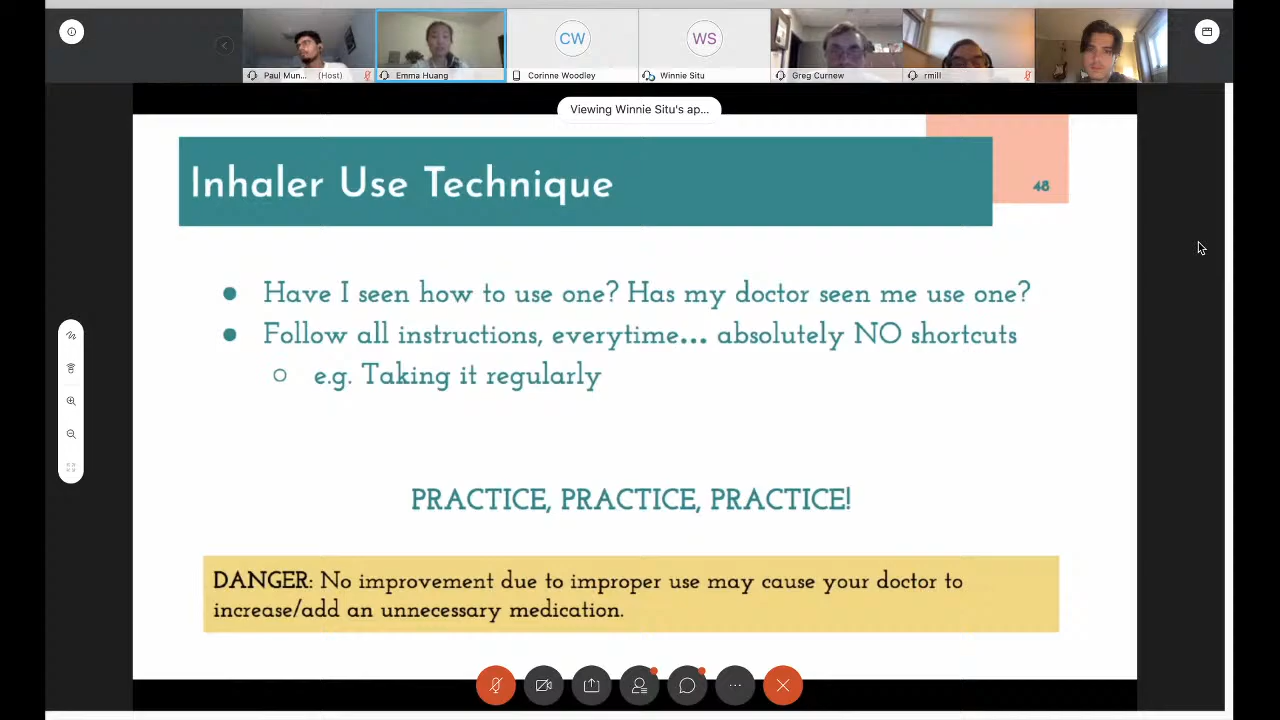 CW
WS
Paul Mun... (Host)
Emma Huang
Corinne Woodley
Winnie Situ
Greg Curnew
rmill
Viewing Winnie Situ's ap...
Inhaler Use Technique
48
Have I seen how to use one? Has my doctor seen me use one?
Follow all instructions, everytime... absolutely NO shortcuts
e.g. Taking it regularly
PRACTICE, PRACTICE, PRACTICE!
DANGER: No improvement due to improper use may cause your doctor to
increase/add an unnecessary medication.